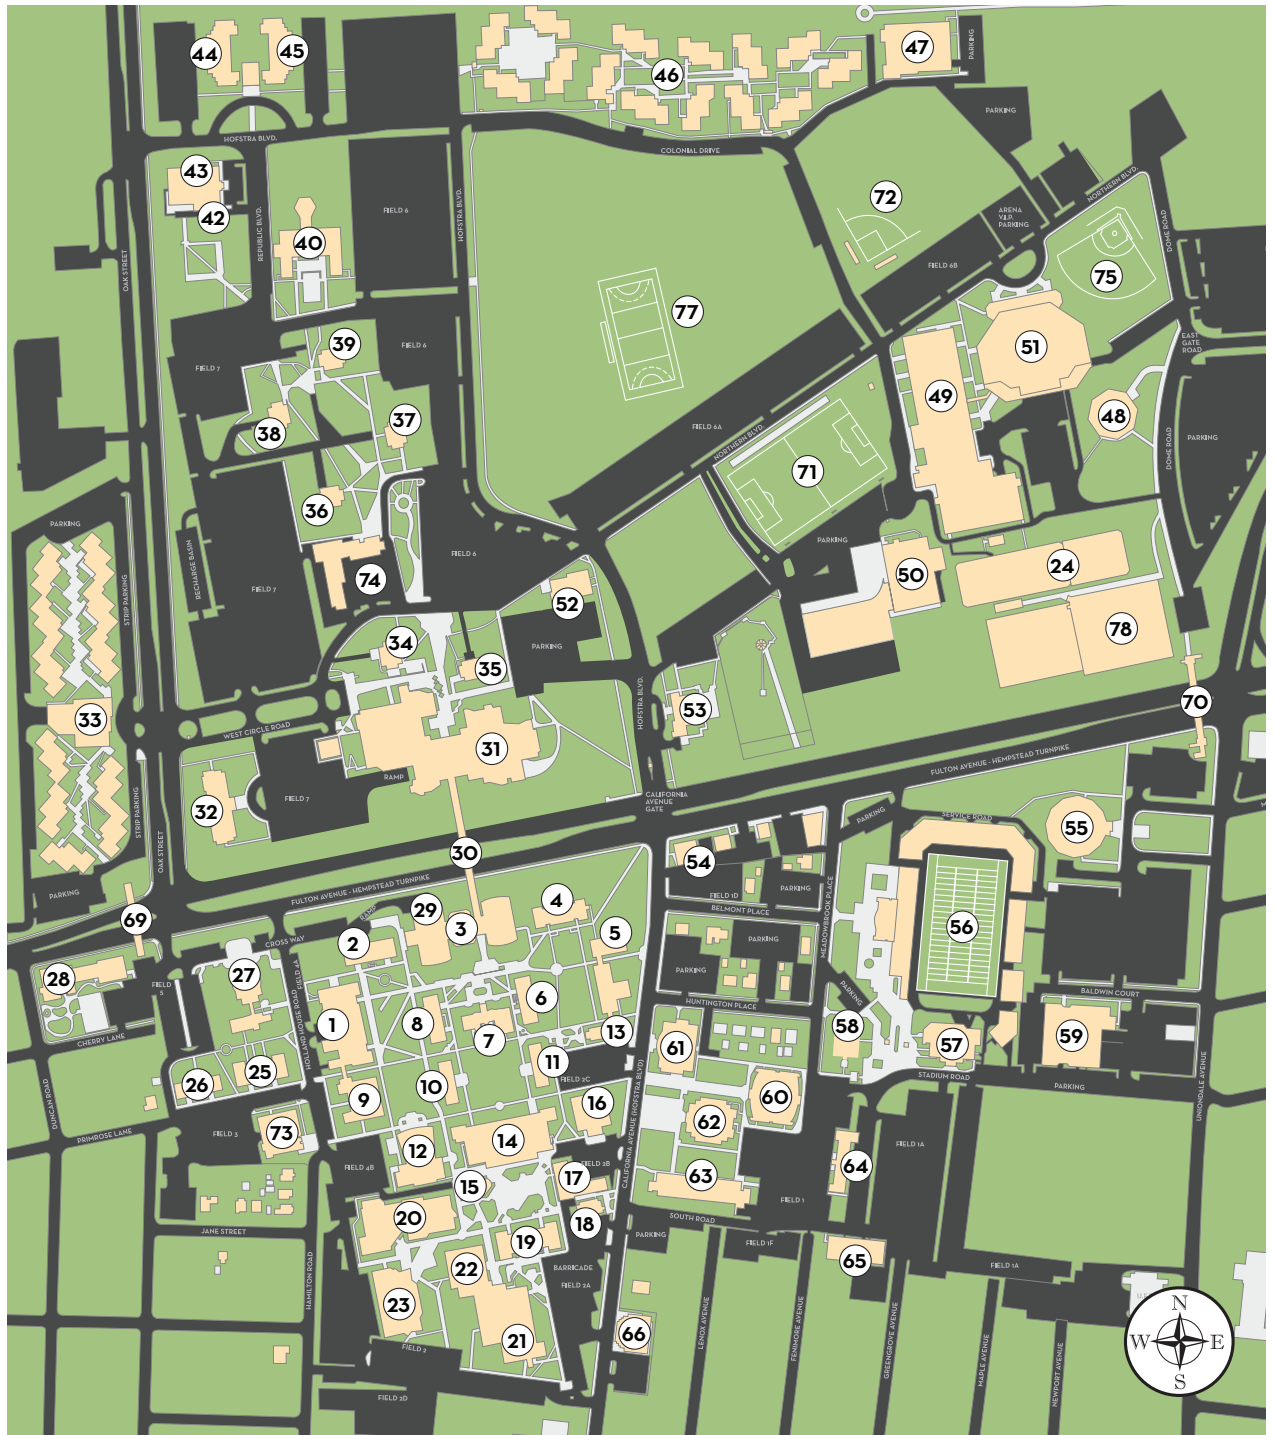 44
45
47
PARKING
46
PARKING
HOFSTRA BLVD.
COLONIAL DRIVE
43
42
REPUBLIC BLVD.
40
FIELD 6
HOFSTRA BLVD.
72
ARENA
V.I.P.
PARKING
NORTHERN BLVD.
DOME ROAD
OAK STREET
FIELD 6B
75
77
39
FIELD 6
51
EAST
GATE
ROAD
FIELD 7
49
37
38
FIELD 6A
NORTHERN BLVD.
48
DOME ROAD
PARKING
71
36
PARKING
PARKING
STRIP PARKING
RECHARGE BASIN
FIELD 7
74
FIELD 6
52
50
24
78
34
35
PARKING
33
WEST CIRCLE ROAD
31
53
HOFSTRA BLVD.
70
FULTON AVENUE - HEMPSTEAD TURNPIKE
RAMP
32
FIELD 7
CALIFORNIA
AVENUE
GATE
STRIP PARKING
OAK STREET
PARKING
SERVICE ROAD
55
30
54
FIELD 1D
PARKING
PARKING
FULTON AVENUE - HEMPSTEAD TURNPIKE
BELMONT PLACE
MEADOWBROOK PLACE
69
RAMP
29
3
4
5
56
CROSS WAY
2
PARKING
28
27
FIELD
5
FIELD 4A
HOLLAND HOUSE ROAD
PARKING
PARKING
BALDWIN COURT
HUNTINGTON PLACE
1
8
6
7
13
CHERRY LANE
61
58
57
59
DUNCAN ROAD
26
25
11
FIELD 2C
10
9
CALIFORNIA AVENUE (HOFSTRA BLVD)
60
STADIUM ROAD
PARKING
UNIONDALE AVENUE
16
62
PRIMROSE LANE
FIELD 3
73
12
14
FIELD 1A
FIELD 4B
15
17
FIELD 2B
63
64
20
18
FIELD 1
JANE STREET
SOUTH ROAD
19
PARKING
FIELD 1F
65
FIELD 1A
HAMILTON ROAD
22
BARRICADE
FIELD 2A
23
21
66
LENOX AVENUE
FENIMORE AVENUE
GREENGROVE AVENUE
MAPLE AVENUE
NEWPORT AVENUE
FIELD 2
FIELD 2D
N
W E
S